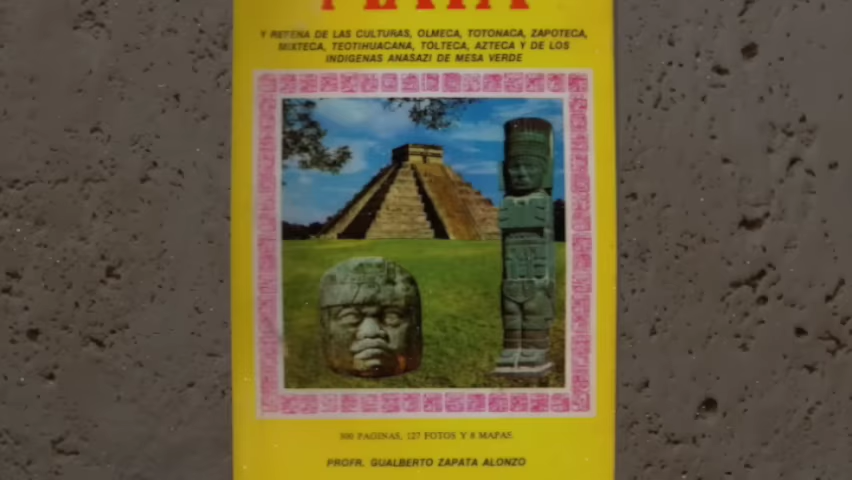 Y RESEÑA DE LAS CULTURAS, OLMECA, TOTONACA, ZAPOTECA,
MIXTECA, TEOTIHUACANA, TOLTECA, AZTECA Y DE LOS
INDIGENAS ANASAZI DE MESA VERDE
300 PAGINAS, 127 FOTOS Y 8 MAPAS
PROFR. GUALBERTO ZAPATA ALONZO